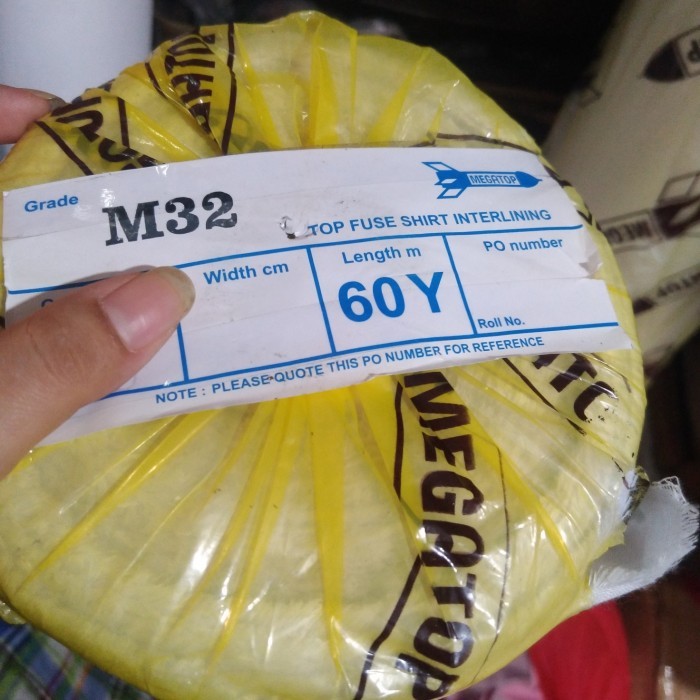 Grade
M32
MEGATOP
TOP FUSE SHIRT INTERLINING
Width cm
Length m
60Y
PO number
Roll No.
NOTE : PLEASE QUOTE THIS PO NUMBER FOR REFERENCE
MEGATOP
MEGATOP